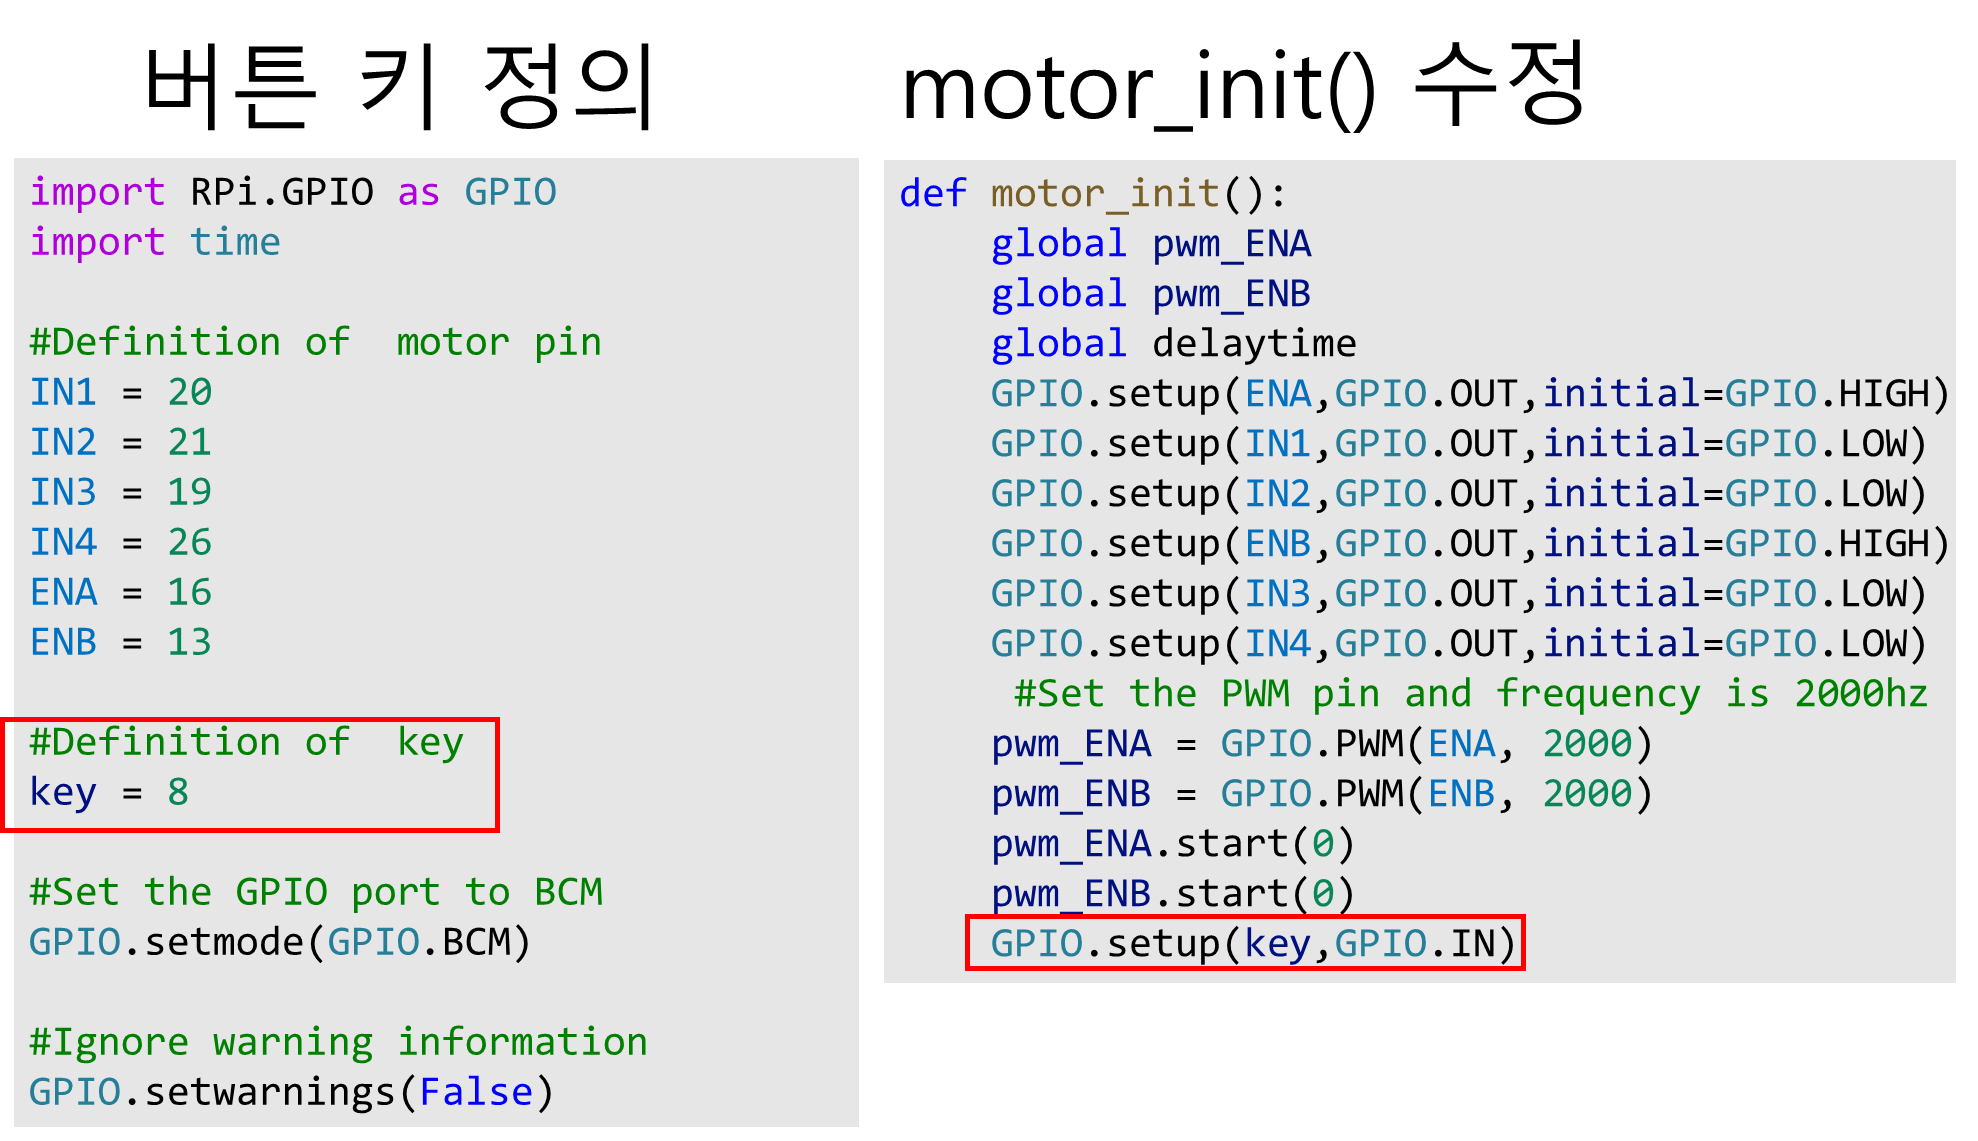 버튼 키 정의
import RPi.GPIO as GPIO
import time
#Definition of  motor pin
IN1 = 20
IN2 = 21
IN3 = 19
IN4 = 26
ENA = 16
ENB = 13
#Definition of  key
key = 8
#Set the GPIO port to BCM
GPIO.setmode(GPIO.BCM)
#Ignore warning information
GPIO.setwarnings(False)
motor_init() 수정
def motor_init():
    global pwm_ENA
    global pwm_ENB
    global delaytime
    GPIO.setup(ENA,GPIO.OUT,initial=GPIO.HIGH)
    GPIO.setup(IN1,GPIO.OUT,initial=GPIO.LOW)
    GPIO.setup(IN2,GPIO.OUT,initial=GPIO.LOW)
    GPIO.setup(ENB,GPIO.OUT,initial=GPIO.HIGH)
    GPIO.setup(IN3,GPIO.OUT,initial=GPIO.LOW)
    GPIO.setup(IN4,GPIO.OUT,initial=GPIO.LOW)
     #Set the PWM pin and frequency is 2000hz
    pwm_ENA = GPIO.PWM(ENA, 2000)
    pwm_ENB = GPIO.PWM(ENB, 2000)
    pwm_ENA.start(0)
    pwm_ENB.start(0)
    GPIO.setup(key,GPIO.IN)